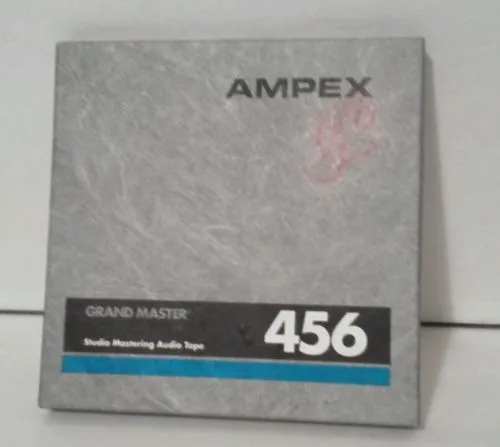 AMPEX
GRAND MASTER®
456
Studio Mastering Audio Tape